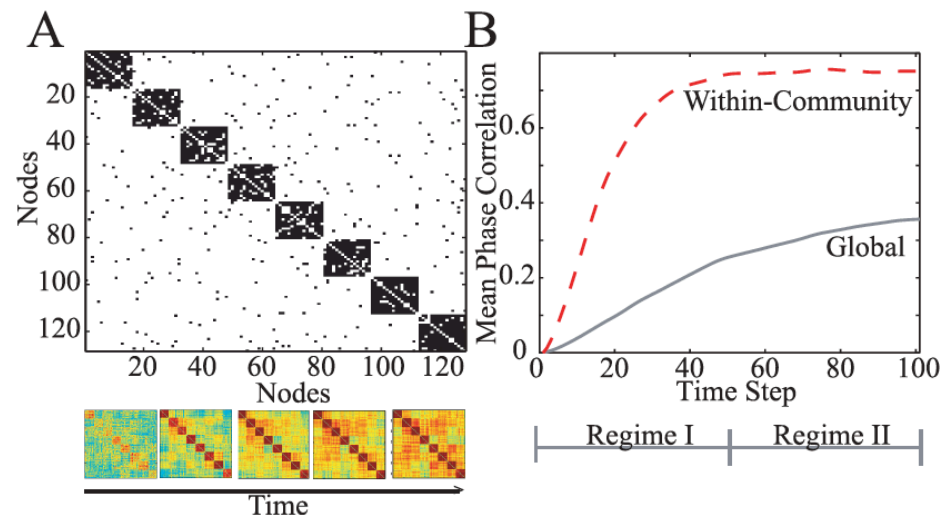 A
B
20
40
60
80
100
120
Nodes
20 40 60 80 100 120
Nodes
Time
Mean Phase Correlation
0.6
0.4
0.2
0
Within-Community
Global
0 20 40 60 80 100
Time Step
Regime I
Regime II